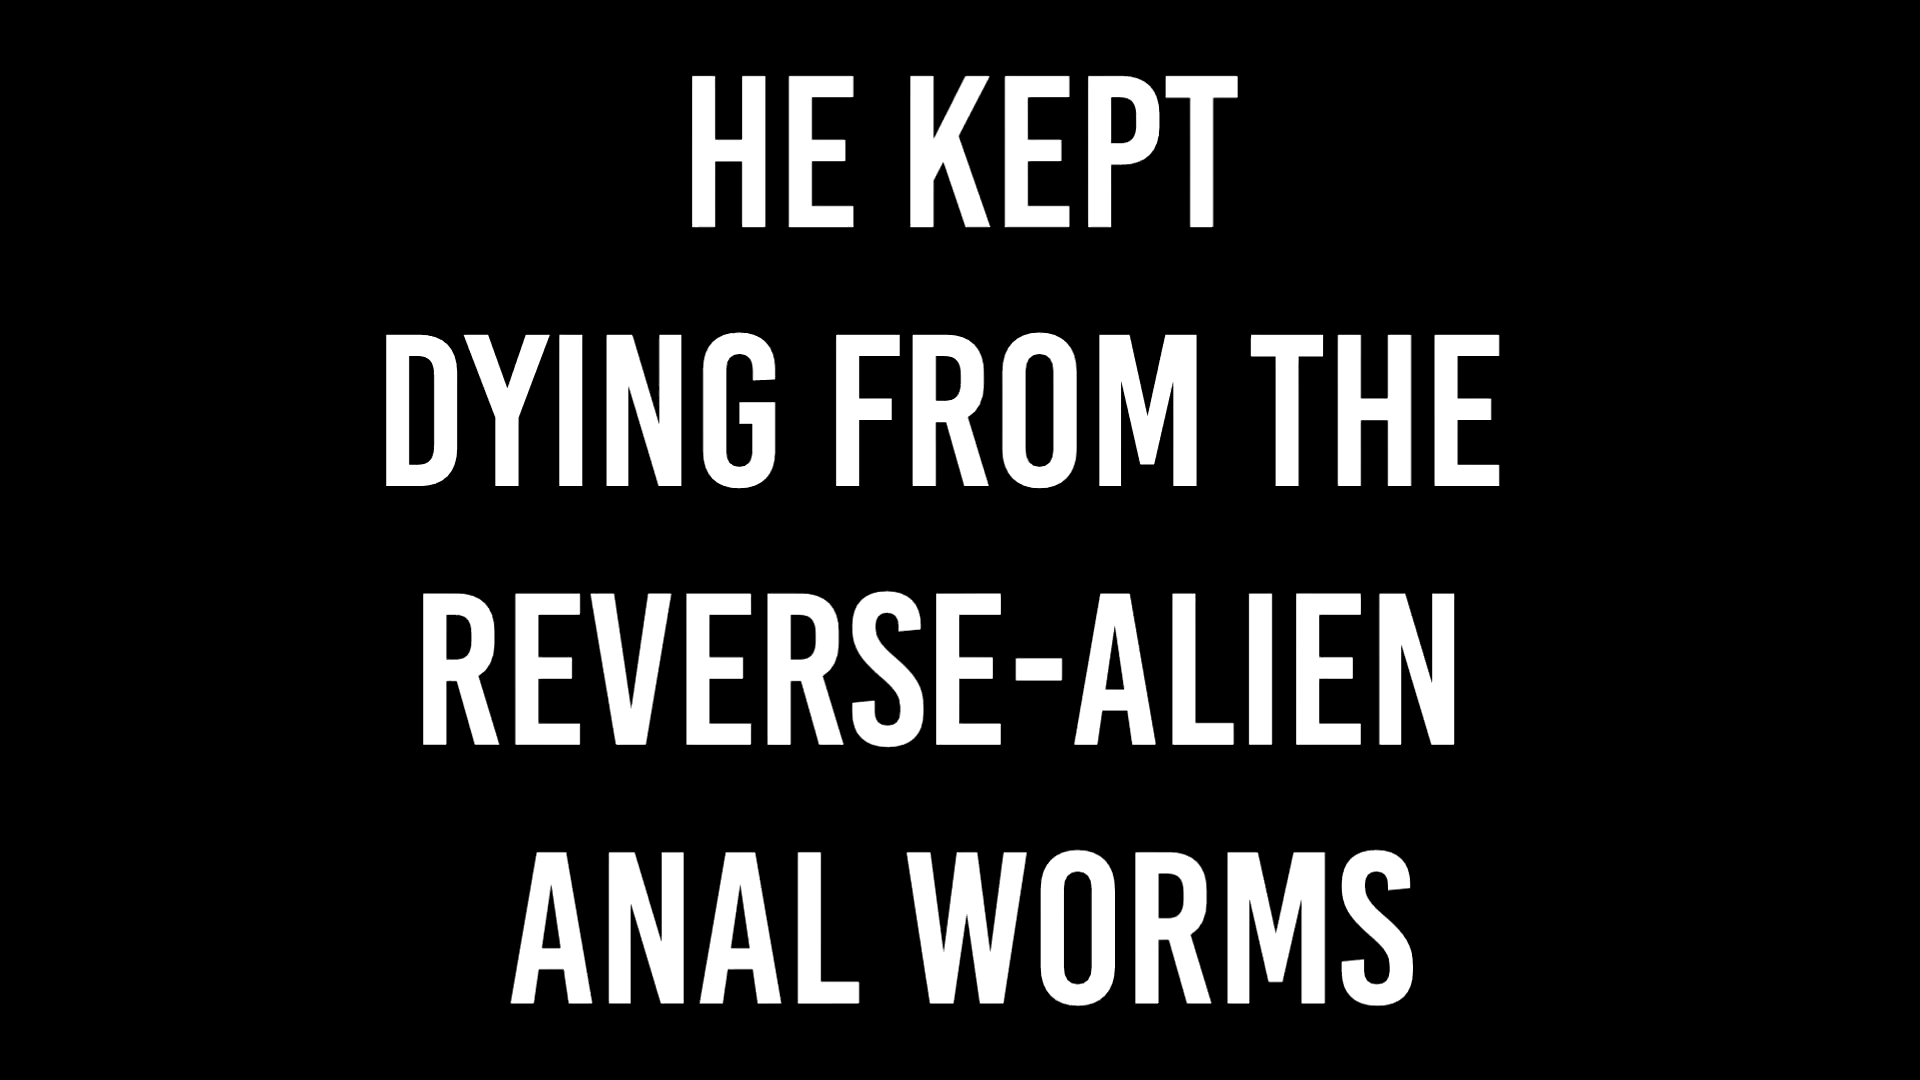 HE KEPT
DYING FROM THE
REVERSE-ALIEN
ANAL WORMS